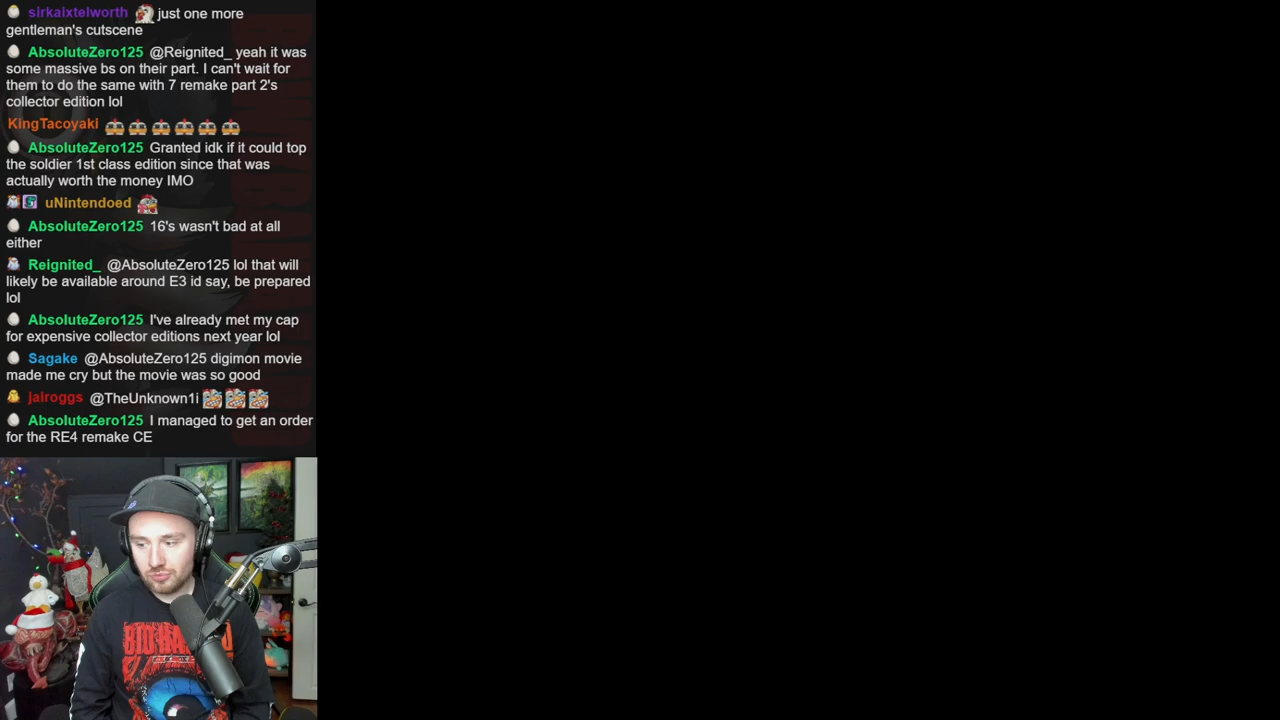 sirkaixtelworth just one more
gentleman's cutscene
AbsoluteZero125 @Reignited_ yeah it was
some massive bs on their part. I can't wait for
them to do the same with 7 remake part 2's
collector edition lol
KingTacoyaki
AbsoluteZero125 Granted idk if it could top
the soldier 1st class edition since that was
actually worth the money IMO
uNintendoed
AbsoluteZero125 16's wasn't bad at all
either
Reignited_ @AbsoluteZero125 lol that will
likely be available around E3 id say, be prepared
lol
AbsoluteZero125 I've already met my cap
for expensive collector editions next year lol
Sagake @AbsoluteZero125 digimon movie
made me cry but the movie was so good
jalroggs @TheUnknown1i
AbsoluteZero125 I managed to get an order
for the RE4 remake CE